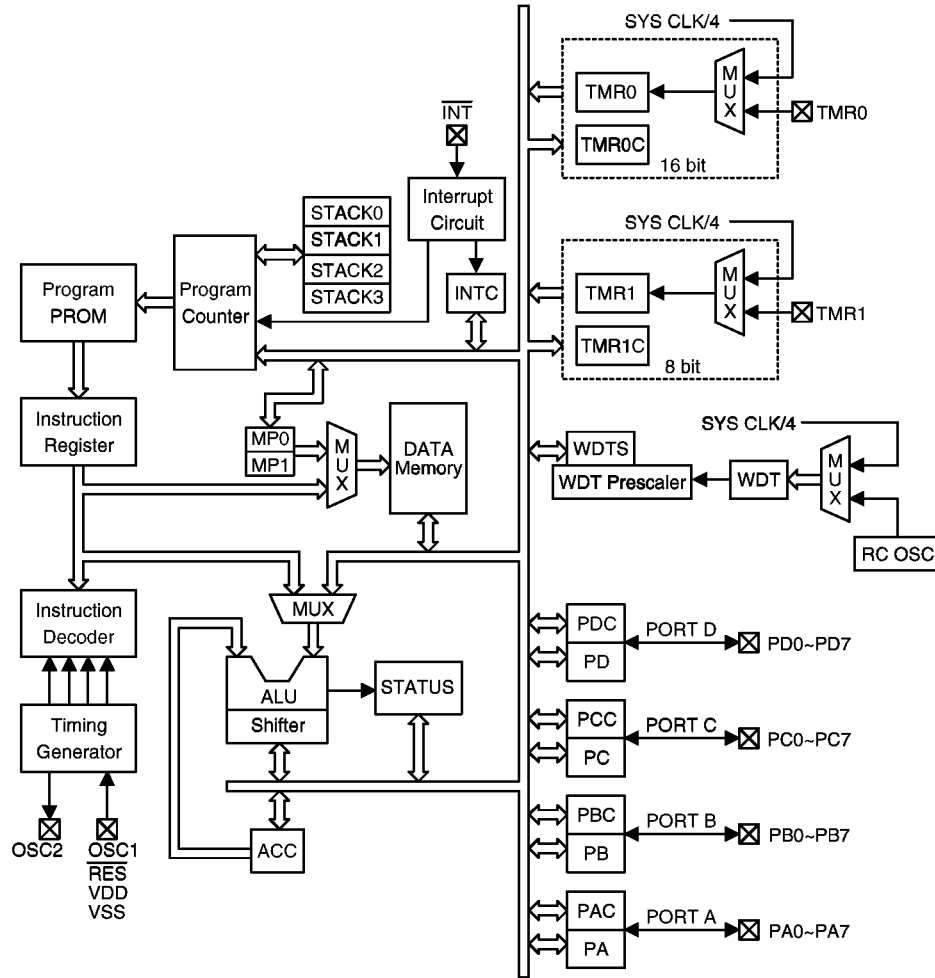 SYS CLK/4
MUX
TMR0
TMR0
TMR0C
16 bit
INT
Interrupt
Circuit
INTC
STACK0
STACK1
STACK2
STACK3
Program
Counter
Program
PROM
SYS CLK/4
MUX
TMR1
TMR1
TMR1C
8 bit
Instruction
Register
MP0
MP1
MUX
DATA
Memory
SYS CLK/4
WDTS
WDT Prescaler
WDT
MUX
RC OSC
Instruction
Decoder
MUX
ALU
Shifter
STATUS
Timing
Generator
OSC2
OSC1
RES
VDD
VSS
ACC
PDC
PD
PORT D
PD0~PD7
PCC
PC
PORT C
PC0~PC7
PBC
PB
PORT B
PB0~PB7
PAC
PA
PORT A
PA0~PA7